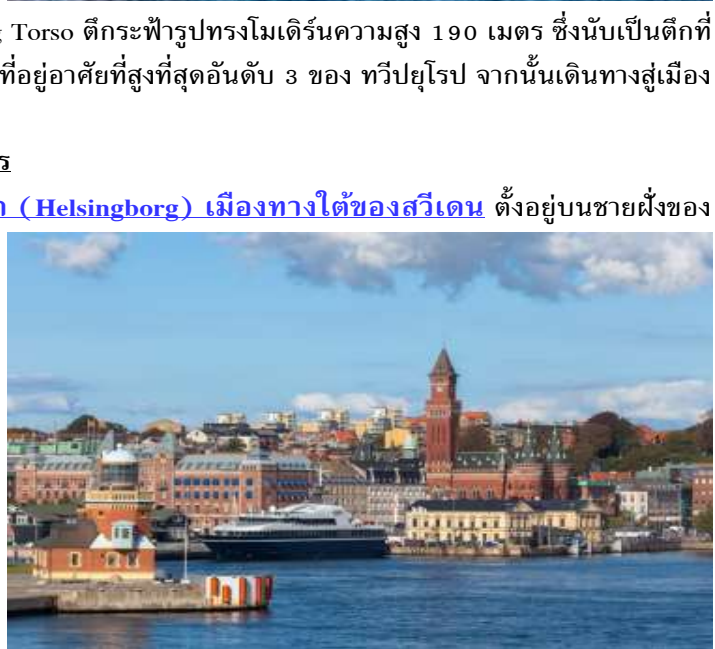 Torso ตึกระฟ้ารูปทรงโมเดิร์นความสูง 190 เมตร ซึ่งนับเป็นตึกที่
ที่อยู่อาศัยที่สูงที่สุดอันดับ 3 ของ ทวีปยุโรป จากนั้นเดินทางสู่เมือง
(Helsingborg) เมืองทางใต้ของสวีเดน ตั้งอยู่บนชายฝั่งของ